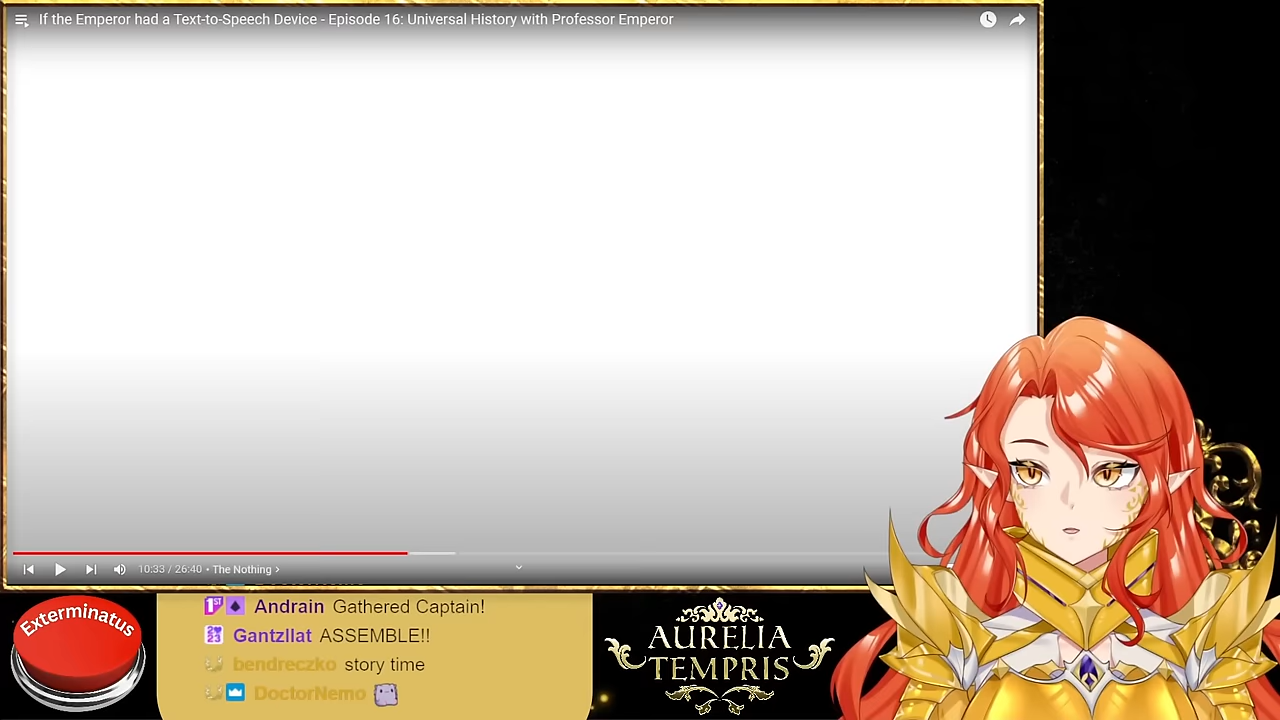 If the Emperor had a Text-to-Speech Device - Episode 16: Universal History with Professor Emperor
10:33 / 26:40 • The Nothing
Exterminatus
1ST Andrain Gathered Captain!
Gantzllat ASSEMBLE!!
bendreczko story time
DoctorNemo
AURELIA
TEMPRIS